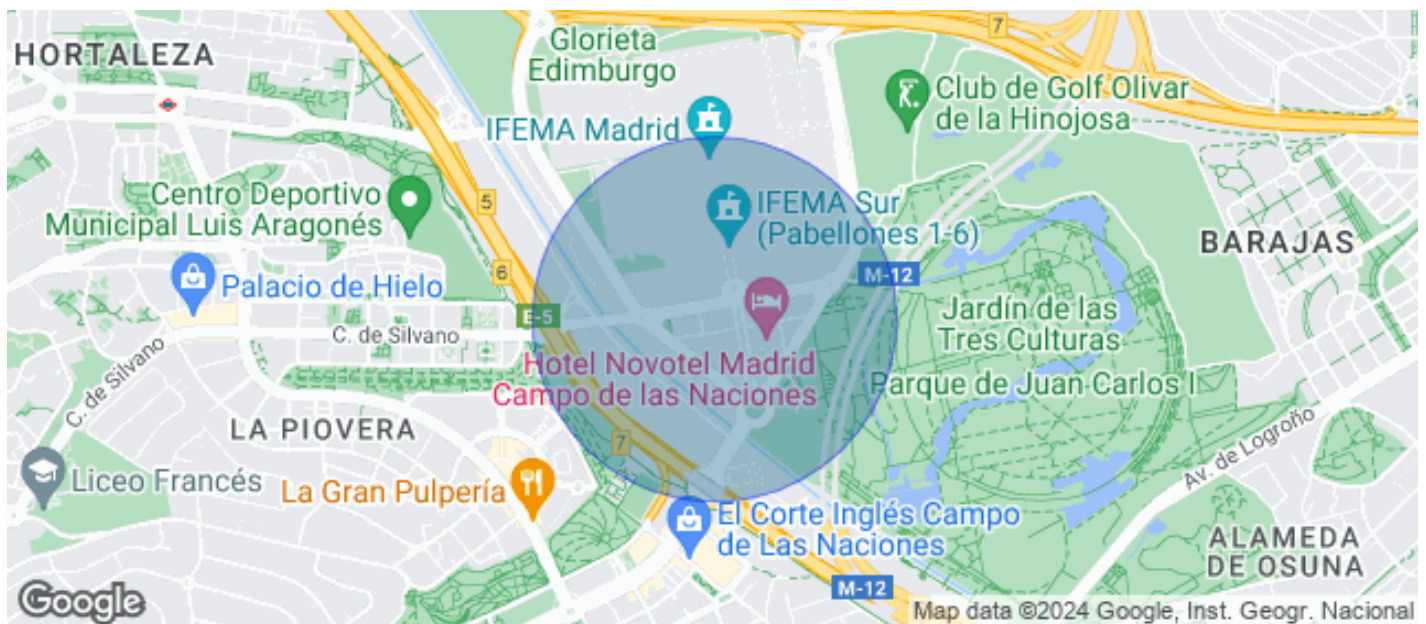 HORTALEZA
Glorieta
Edimburgo
7
Club de Golf Olivar
de la Hinojosa
IFEMA Madrid
Centro Deportivo
Municipal Luis Aragonés
5
IFEMA Sur
(Pabellones 1-6)
BARAJAS
6
M-12
Palacio de Hielo
E-5
C. de Silvano
Jardín de las
Tres Culturas
C. de Silvano
Hotel Novotel Madrid
Campo de las Naciones
Parque de Juan Carlos I
LA PIOVERA
7
Av. de Logroño
Liceo Francés
La Gran Pulpería
El Corte Inglés Campo
de Las Naciones
ALAMEDA
DE OSUNA
M-12
Google
Map data ©2024 Google, Inst. Geogr. Nacional